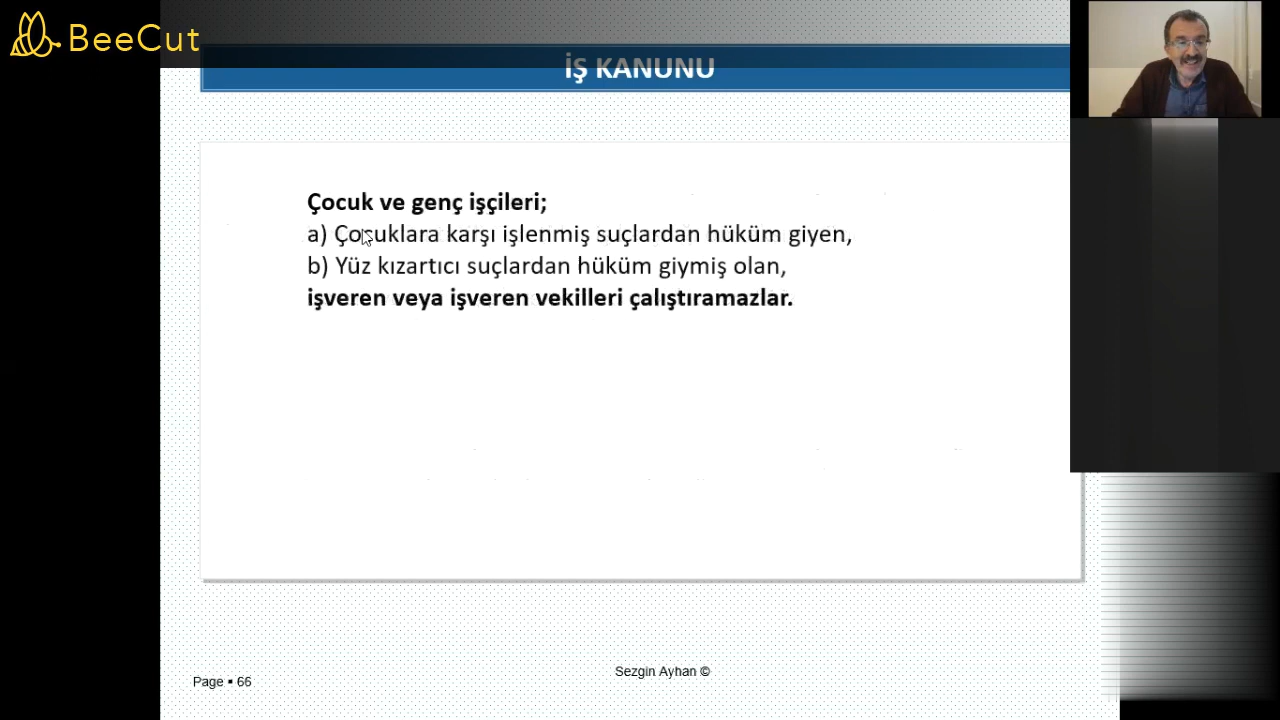 BeeCut
İŞ KANUNU
Çocuk ve genç işçileri;
a) Çocuklara karşı işlenmiş suçlardan hüküm giyen,
b) Yüz kızartıcı suçlardan hüküm giymiş olan,
işveren veya işveren vekilleri çalıştıramazlar.
Sezgin Ayhan ©
Page ▪ 66